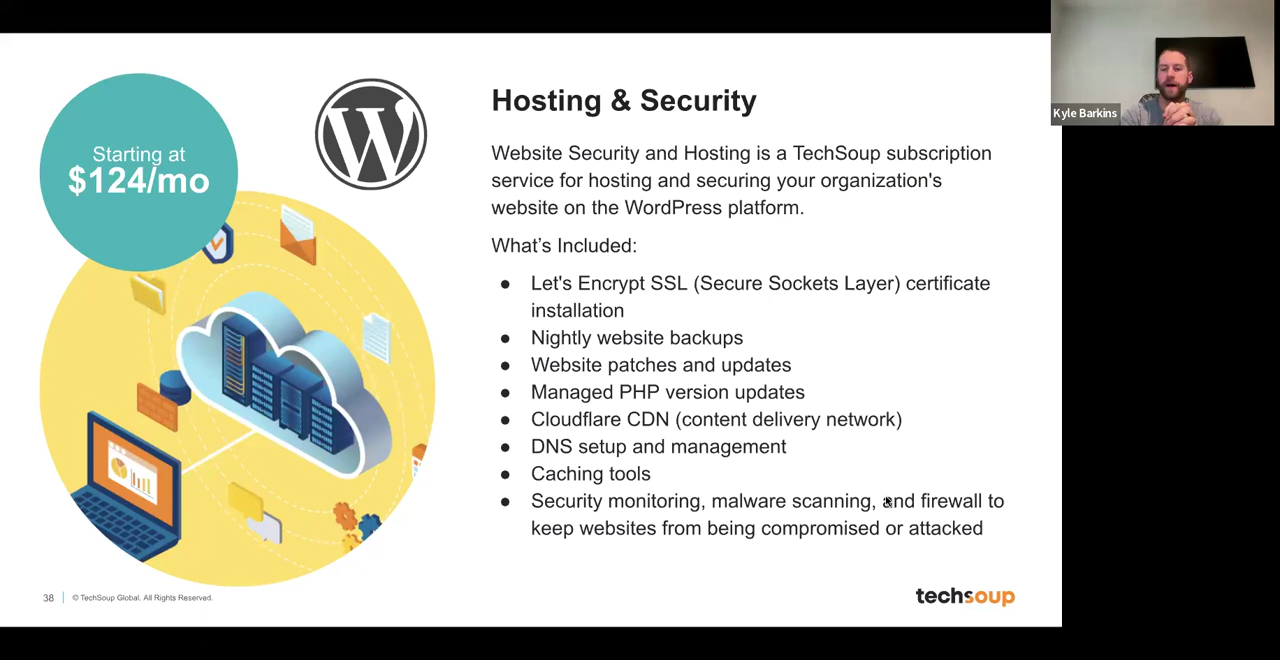 Starting at
$124/mo
Hosting & Security
Website Security and Hosting is a TechSoup subscription
service for hosting and securing your organization's
website on the WordPress platform.
What’s Included:
● Let's Encrypt SSL (Secure Sockets Layer) certificate
installation
● Nightly website backups
● Website patches and updates
● Managed PHP version updates
● Cloudflare CDN (content delivery network)
● DNS setup and management
● Caching tools
● Security monitoring, malware scanning, and firewall to
keep websites from being compromised or attacked
38 | © TechSoup Global. All Rights Reserved.
techsoup
Kyle Barkins